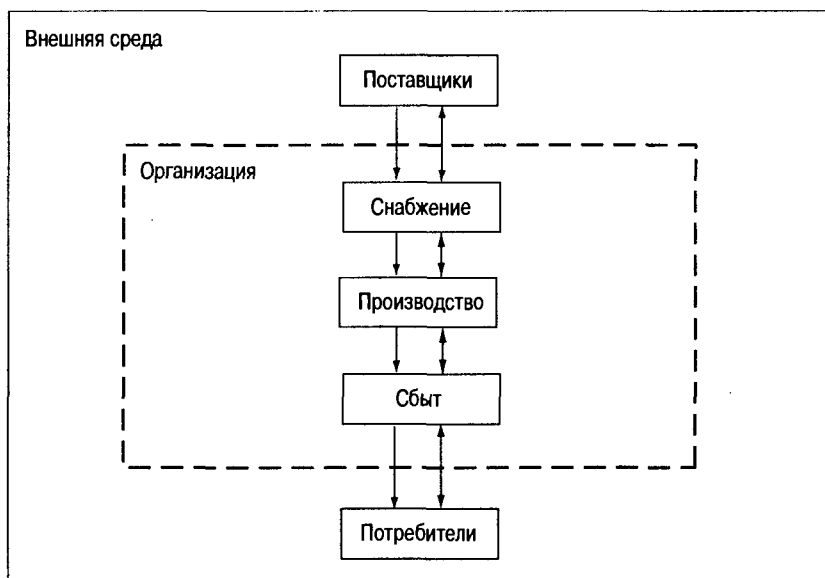 Внешняя среда
Поставщики
Организация
Снабжение
Производство
Сбыт
Потребители